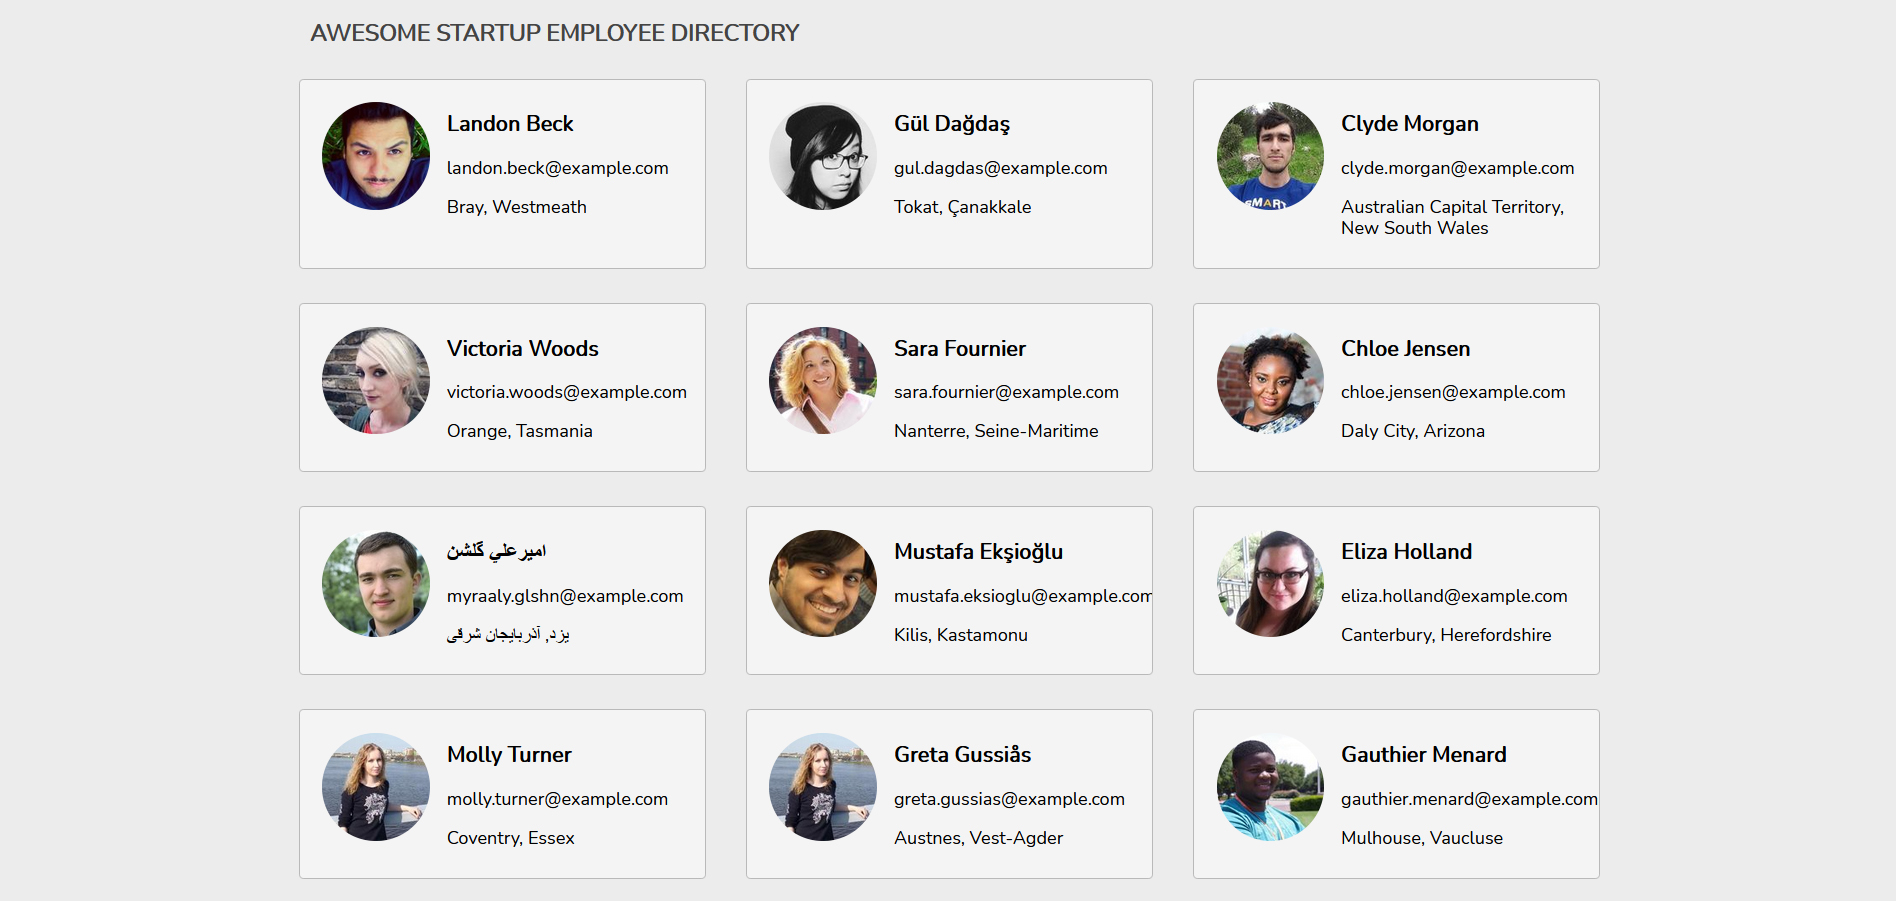 AWESOME STARTUP EMPLOYEE DIRECTORY
Landon Beck
landon.beck@example.com
Bray, Westmeath
Gül Dağdaş
gul.dagdas@example.com
Tokat, Çanakkale
Clyde Morgan
clyde.morgan@example.com
Australian Capital Territory,
New South Wales
SMART
Victoria Woods
victoria.woods@example.com
Orange, Tasmania
Sara Fournier
sara.fournier@example.com
Nanterre, Seine-Maritime
Chloe Jensen
chloe.jensen@example.com
Daly City, Arizona
اميرعلي گلشن
myraaly.glshn@example.com
یزد, آذربایجان شرقی
Mustafa Ekşioğlu
mustafa.eksioglu@example.com
Kilis, Kastamonu
Eliza Holland
eliza.holland@example.com
Canterbury, Herefordshire
Molly Turner
molly.turner@example.com
Coventry, Essex
Greta Gussiås
greta.gussias@example.com
Austnes, Vest-Agder
Gauthier Menard
gauthier.menard@example.com
Mulhouse, Vaucluse